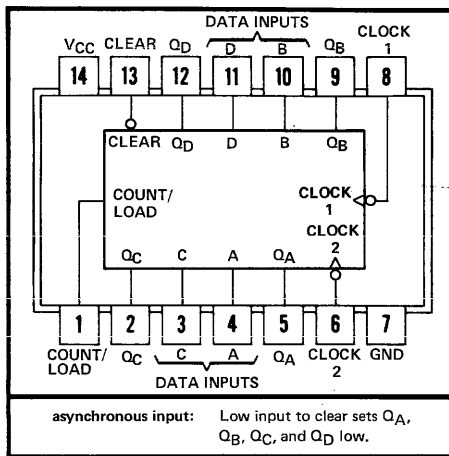 DATA INPUTS
CLOCK
VCC CLEAR QD D B QB 1
14 13 12 11 10 9 8
CLEAR QD D B QB
COUNT/
LOAD
CLOCK
1
CLOCK
2
QC C A QA
1 2 3 4 5 6 7
COUNT/
LOAD
QC C A QA CLOCK
2
GND
DATA INPUTS
asynchronous input: Low input to clear sets QA,
QB, QC, and QD low.